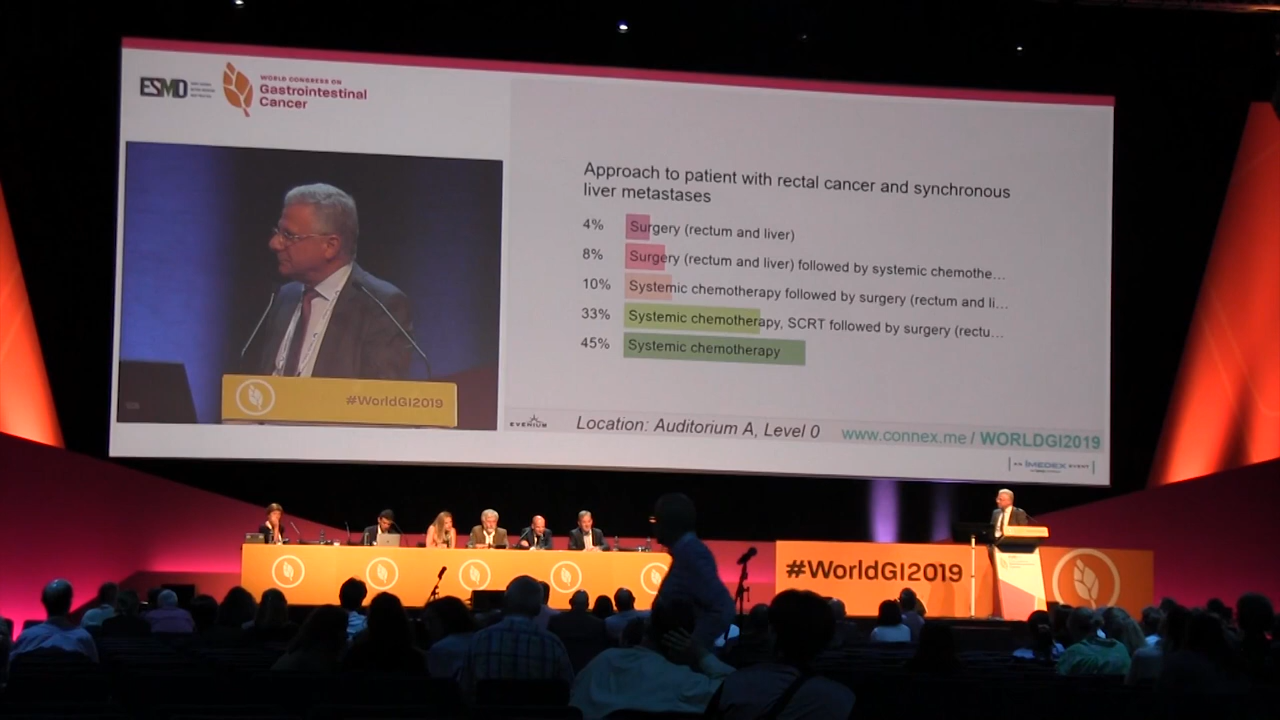 ESMO
WORLD CONGRESS ON
Gastrointestinal
Cancer
#WorldGI2019
Approach to patient with rectal cancer and synchronous
liver metastases
4% Surgery (rectum and liver)
8% Surgery (rectum and liver) followed by systemic chemothe…
10% Systemic chemotherapy followed by surgery (rectum and li…
33% Systemic chemotherapy, SCRT followed by surgery (rectu…
45% Systemic chemotherapy
EVENIUM
Location: Auditorium A, Level 0
www.connex.me / WORLDGI2019
AN IMEDEX EVENT
#WorldGI2019